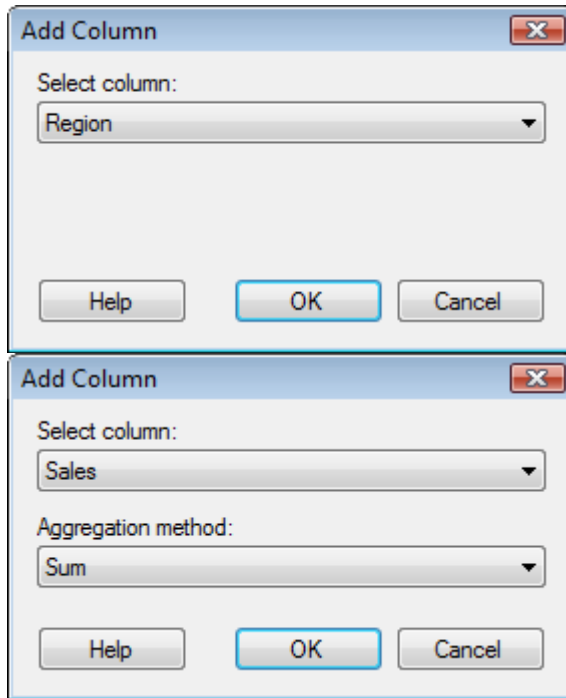 Add Column
Select column:
Region
Help OK Cancel
Add Column
Select column:
Sales
Aggregation method:
Sum
Help OK Cancel